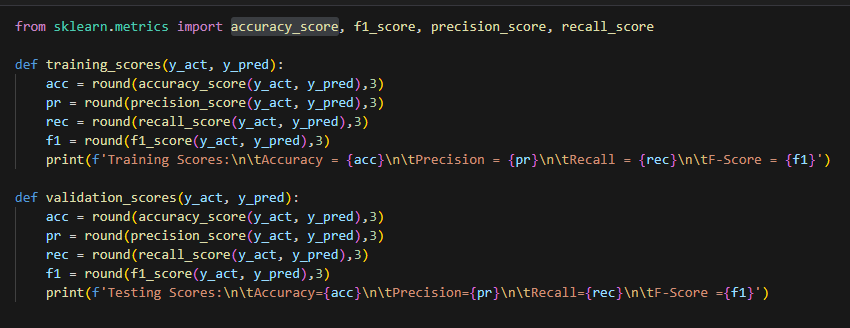 from sklearn.metrics import accuracy_score, f1_score, precision_score, recall_score
def training_scores(y_act, y_pred):
    acc = round(accuracy_score(y_act, y_pred),3)
    pr = round(precision_score(y_act, y_pred),3)
    rec = round(recall_score(y_act, y_pred),3)
    f1 = round(f1_score(y_act, y_pred),3)
    print(f'Training Scores:\n\tAccuracy = {acc}\n\tPrecision = {pr}\n\tRecall = {rec}\n\tF-Score = {f1}')
def validation_scores(y_act, y_pred):
    acc = round(accuracy_score(y_act, y_pred),3)
    pr = round(precision_score(y_act, y_pred),3)
    rec = round(recall_score(y_act, y_pred),3)
    f1 = round(f1_score(y_act, y_pred),3)
    print(f'Testing Scores:\n\tAccuracy={acc}\n\tPrecision={pr}\n\tRecall={rec}\n\tF-Score ={f1}')